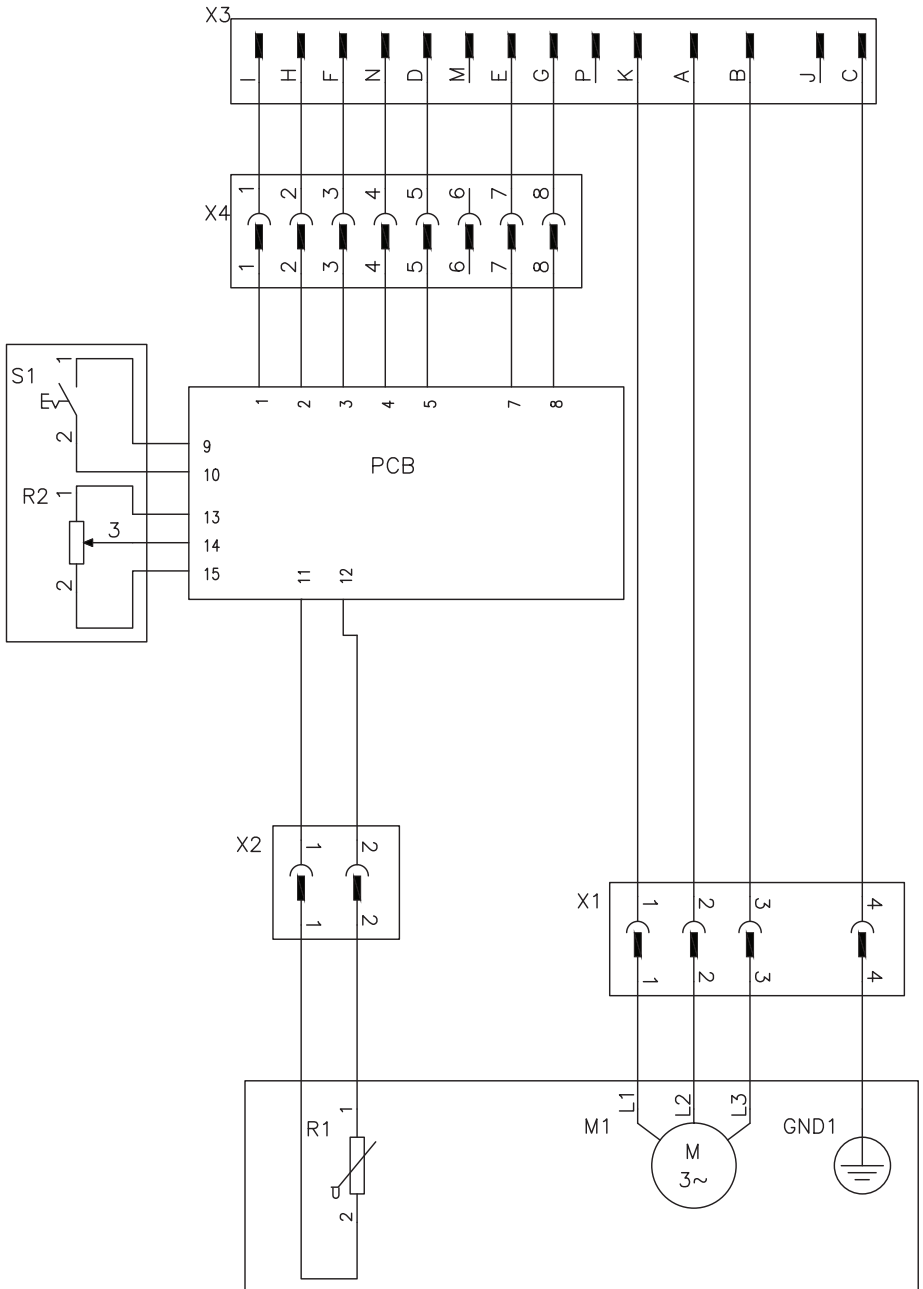 X3
I H F N D M E G P K A B J C
1 2 3 4 5 6 7 8
X4
1 2 3 4 5 6 7 8
S1
1
2
1 2 3 4 5 7 8
9
PCB
10
R2
1
13
3
14
2
15
11 12
X2
1 2
1 2
X1
1 2 3 4
1 2 3 4
L1 L2 L3
R1
1
2
M1
M
3~
GND1